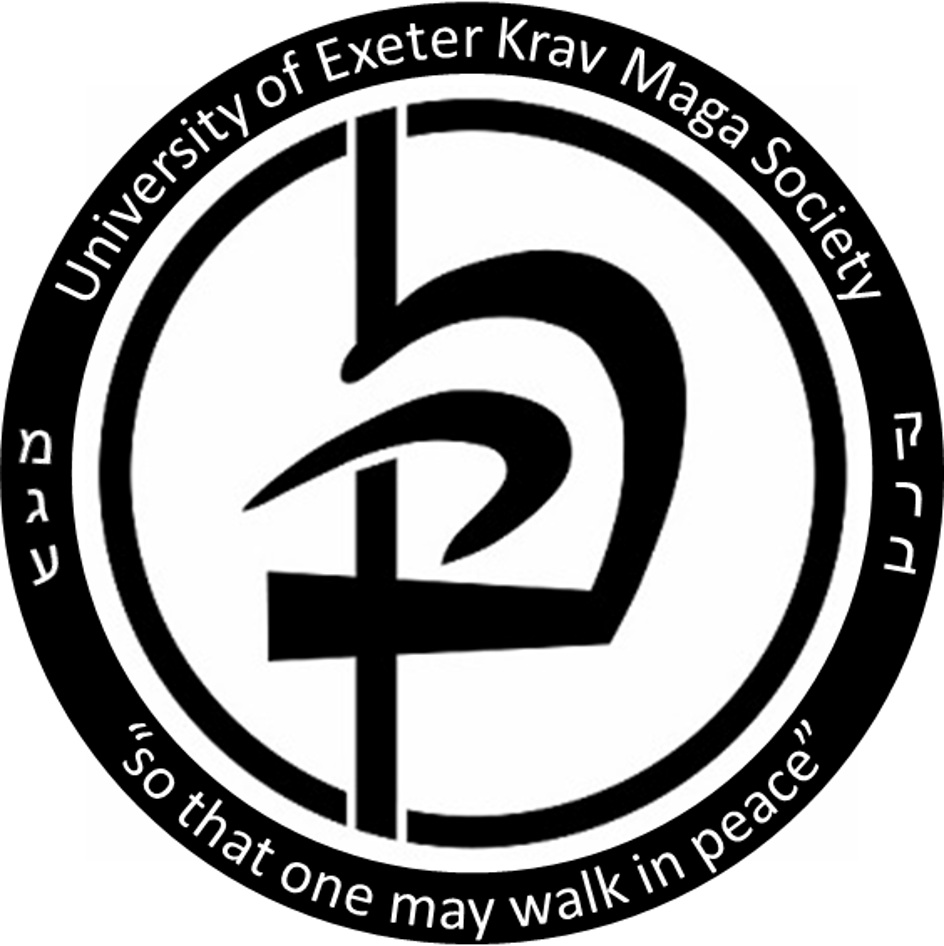 University of Exeter Krav Maga Society
קרב
מגע
“so that one may walk in peace”